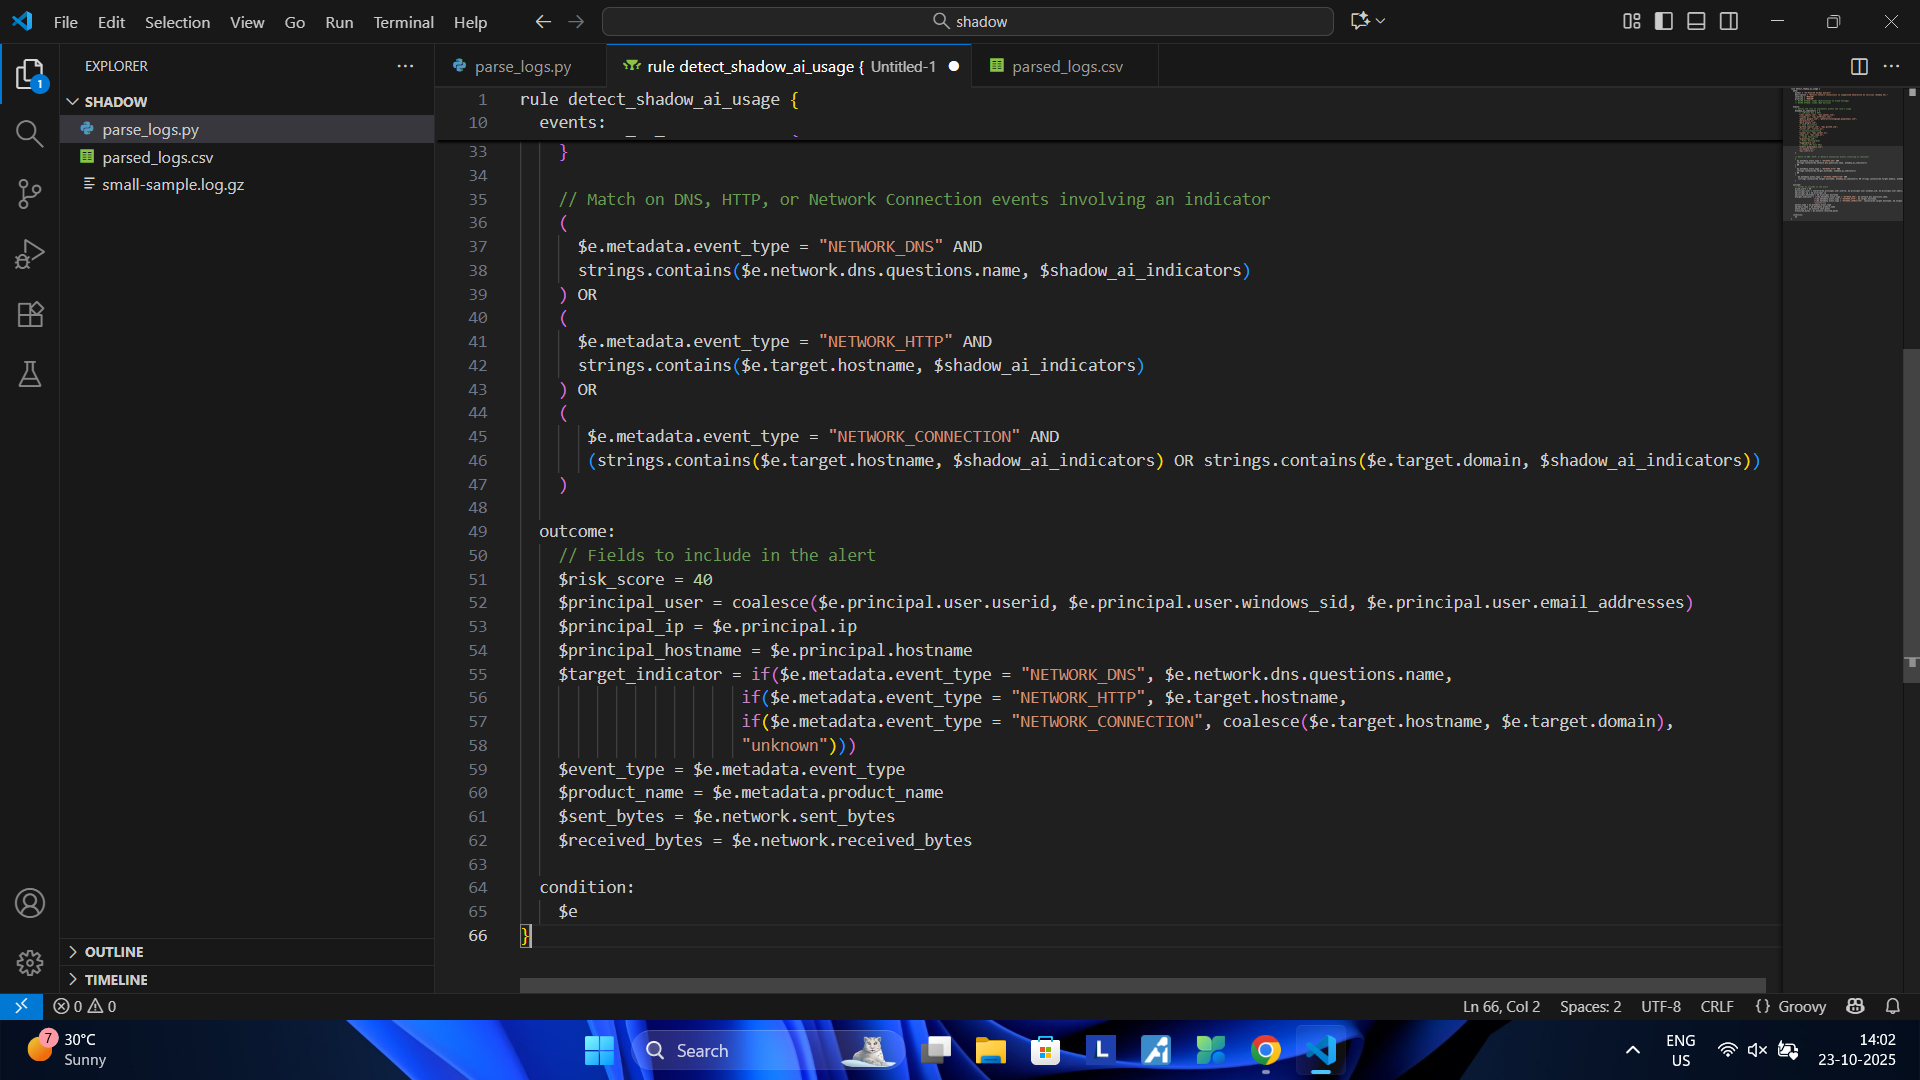 File Edit Selection View Go Run Terminal Help
shadow
EXPLORER
SHADOW
parse_logs.py
parsed_logs.csv
small-sample.log.gz
OUTLINE
TIMELINE
1
parse_logs.py
rule detect_shadow_ai_usage { Untitled-1
parsed_logs.csv
1 rule detect_shadow_ai_usage {
10 events:
33 }
34
35 // Match on DNS, HTTP, or Network Connection events involving an indicator
36 (
37 $e.metadata.event_type = "NETWORK_DNS" AND
38 strings.contains($e.network.dns.questions.name, $shadow_ai_indicators)
39 ) OR
40 (
41 $e.metadata.event_type = "NETWORK_HTTP" AND
42 strings.contains($e.target.hostname, $shadow_ai_indicators)
43 ) OR
44 (
45 $e.metadata.event_type = "NETWORK_CONNECTION" AND
46 (strings.contains($e.target.hostname, $shadow_ai_indicators) OR strings.contains($e.target.domain, $shadow_ai_indicators))
47 )
48
49 outcome:
50 // Fields to include in the alert
51 $risk_score = 40
52 $principal_user = coalesce($e.principal.user.userid, $e.principal.user.windows_sid, $e.principal.user.email_addresses)
53 $principal_ip = $e.principal.ip
54 $principal_hostname = $e.principal.hostname
55 $target_indicator = if($e.metadata.event_type = "NETWORK_DNS", $e.network.dns.questions.name,
56 if($e.metadata.event_type = "NETWORK_HTTP", $e.target.hostname,
57 if($e.metadata.event_type = "NETWORK_CONNECTION", coalesce($e.target.hostname, $e.target.domain),
58 "unknown")))
59 $event_type = $e.metadata.event_type
60 $product_name = $e.metadata.product_name
61 $sent_bytes = $e.network.sent_bytes
62 $received_bytes = $e.network.received_bytes
63
64 condition:
65 $e
66 }
0 0
Ln 66, Col 2 Spaces: 2 UTF-8 CRLF {} Groovy
7
30°C
Sunny
Search
L
ENG
US
14:02
23-10-2025